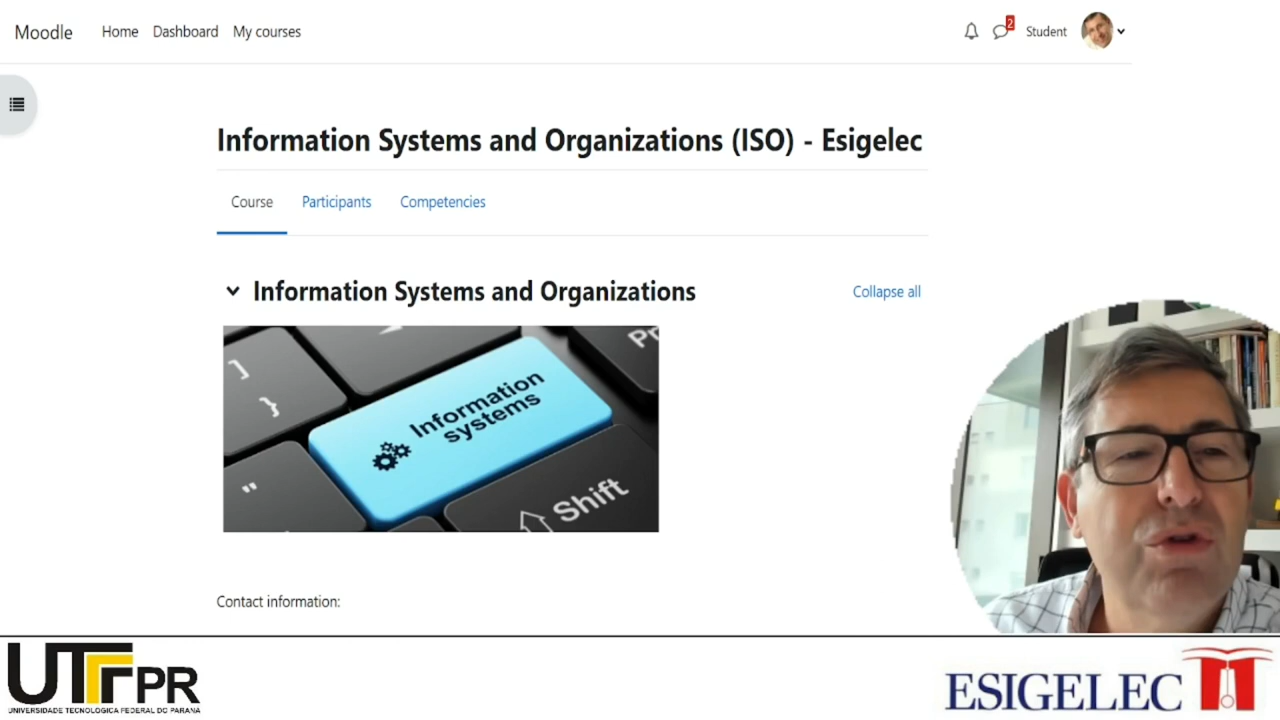 Moodle Home Dashboard My courses 2 Student
Information Systems and Organizations (ISO) - Esigelec
Course Participants Competencies
Information Systems and Organizations Collapse all
]
}
Information
systems
"
Shift
Contact information:
UTFPR
UNIVERSIDADE TECNOLÓGICA FEDERAL DO PARANÁ
ESIGELEC